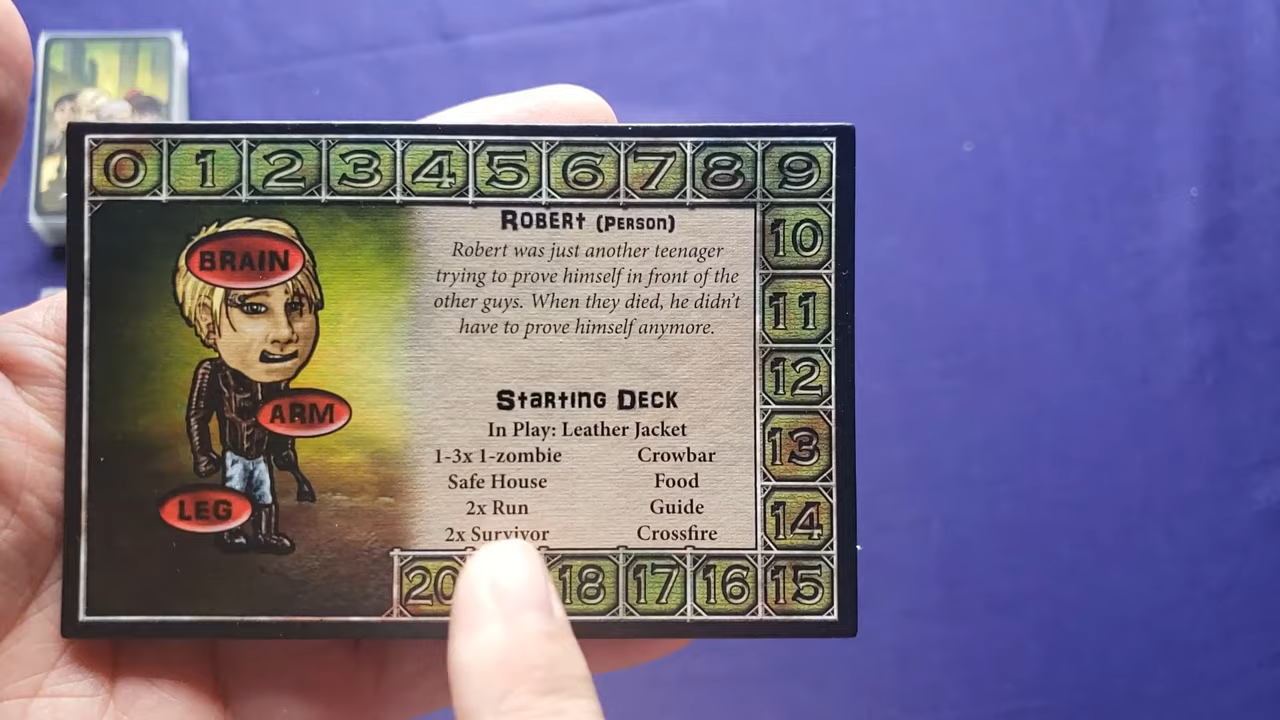 0 1 2 3 4 5 6 7 8 9
ROBERT (PERSON)
Robert was just another teenager
trying to prove himself in front of the
other guys. When they died, he didn't
have to prove himself anymore.
BRAIN
ARM
LEG
STARTING DECK
In Play: Leather Jacket
1-3x 1-zombie Crowbar
Safe House Food
2x Run Guide
2x Survivor Crossfire
10
11
12
13
14
20 18 17 16 15